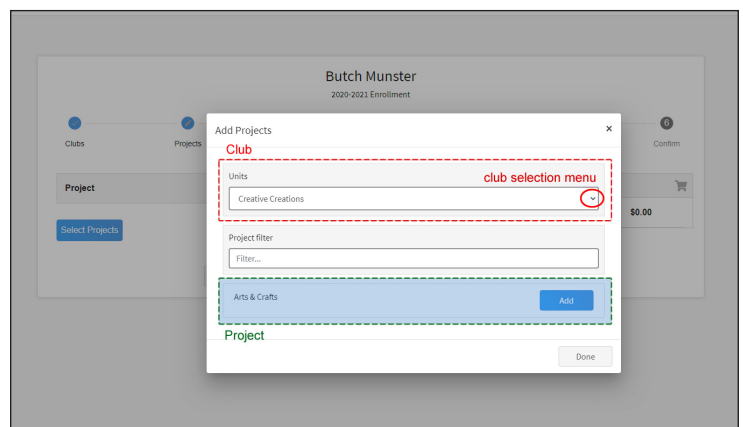 Butch Munster
2020-2021 Enrollment
6
Clubs
Projects
Confirm
Add Projects
×
Club
Units
club selection menu
Creative Creations
Project
$0.00
Select Projects
Project filter
Filter...
Arts & Crafts
Add
Project
Done